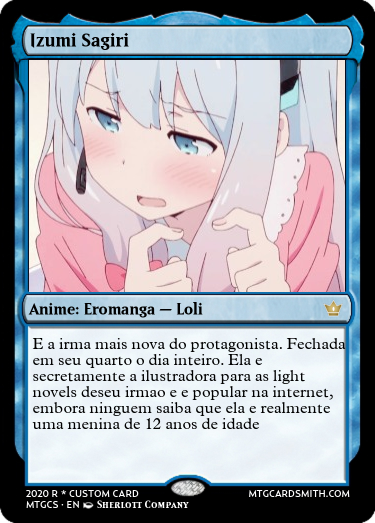 Izumi Sagiri
Anime: Eromanga — Loli
E a irma mais nova do protagonista. Fechada
em seu quarto o dia inteiro. Ela e
secretamente a ilustradora para as light
novels deseu irmao e e popular na internet,
embora ninguem saiba que ela e realmente
uma menina de 12 anos de idade
2020 R * CUSTOM CARD
MTGCARDSMITH.COM
MTGCS · EN SHERLOTT COMPANY